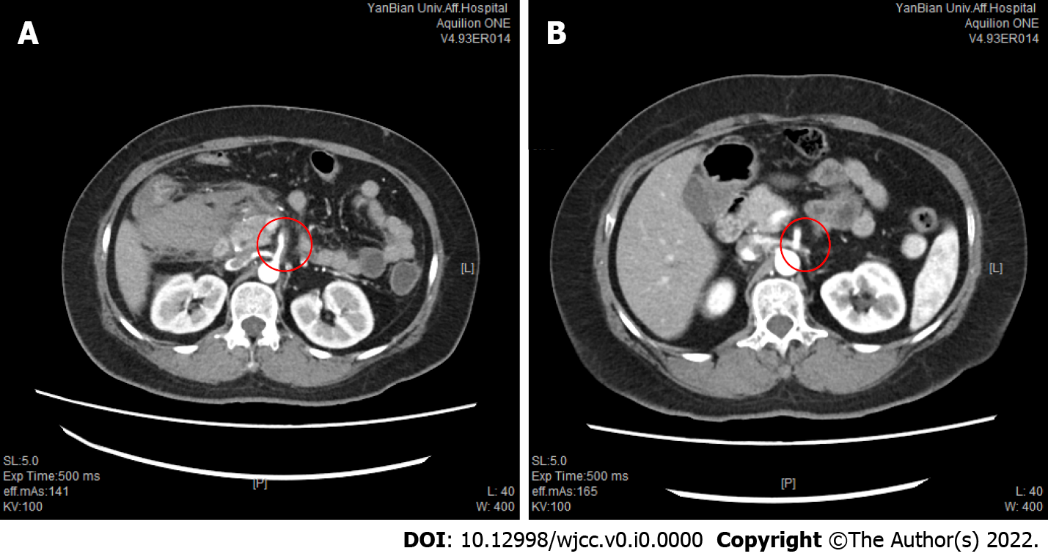 A
YanBian Univ.Aff.Hospital
Aquilion ONE
V4.93ER014
[L]
SL:5.0
Exp Time:500 ms
eff.mAs:141
KV:100
[P]
L: 40
W: 400
B
YanBian Univ.Aff.Hospital
Aquilion ONE
V4.93ER014
[L]
SL:5.0
Exp Time:500 ms
eff.mAs:165
KV:100
[P]
L: 40
W: 400
DOI: 10.12998/wjcc.v0.i0.0000 Copyright ©The Author(s) 2022.